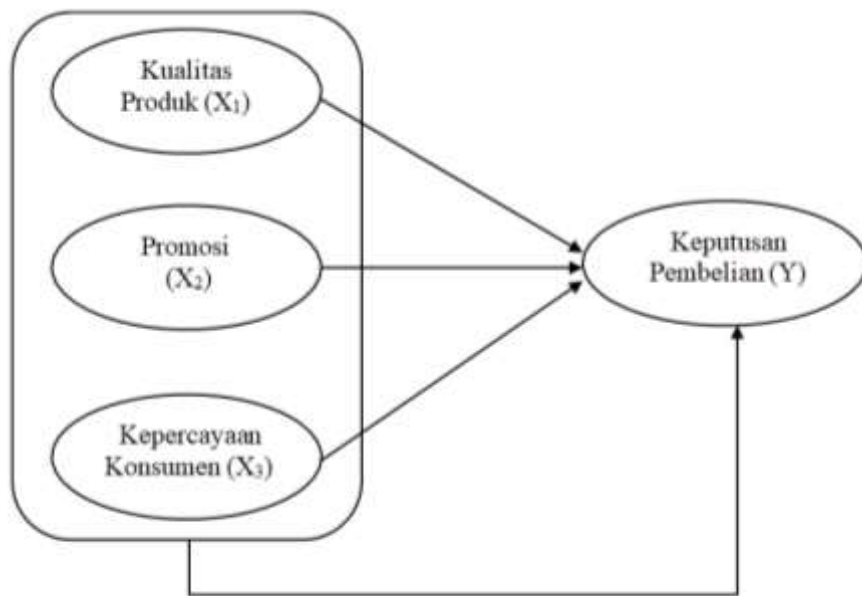 Kualitas
Produk (X₁)
Promosi
(X₂)
Kepercayaan
Konsumen (X₃)
Keputusan
Pembelian (Y)